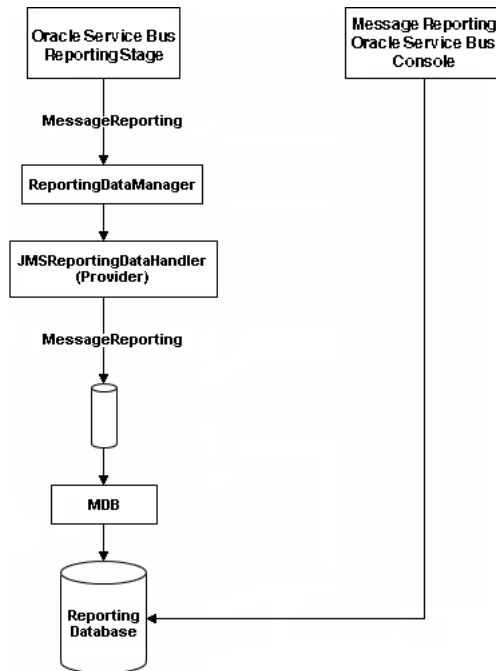 Oracle Service Bus
Reporting Stage
Message Reporting
Oracle Service Bus
Console
MessageReporting
ReportingDataManager
JMSReportingDataHandler
(Provider)
MessageReporting
MDB
Reporting
Database